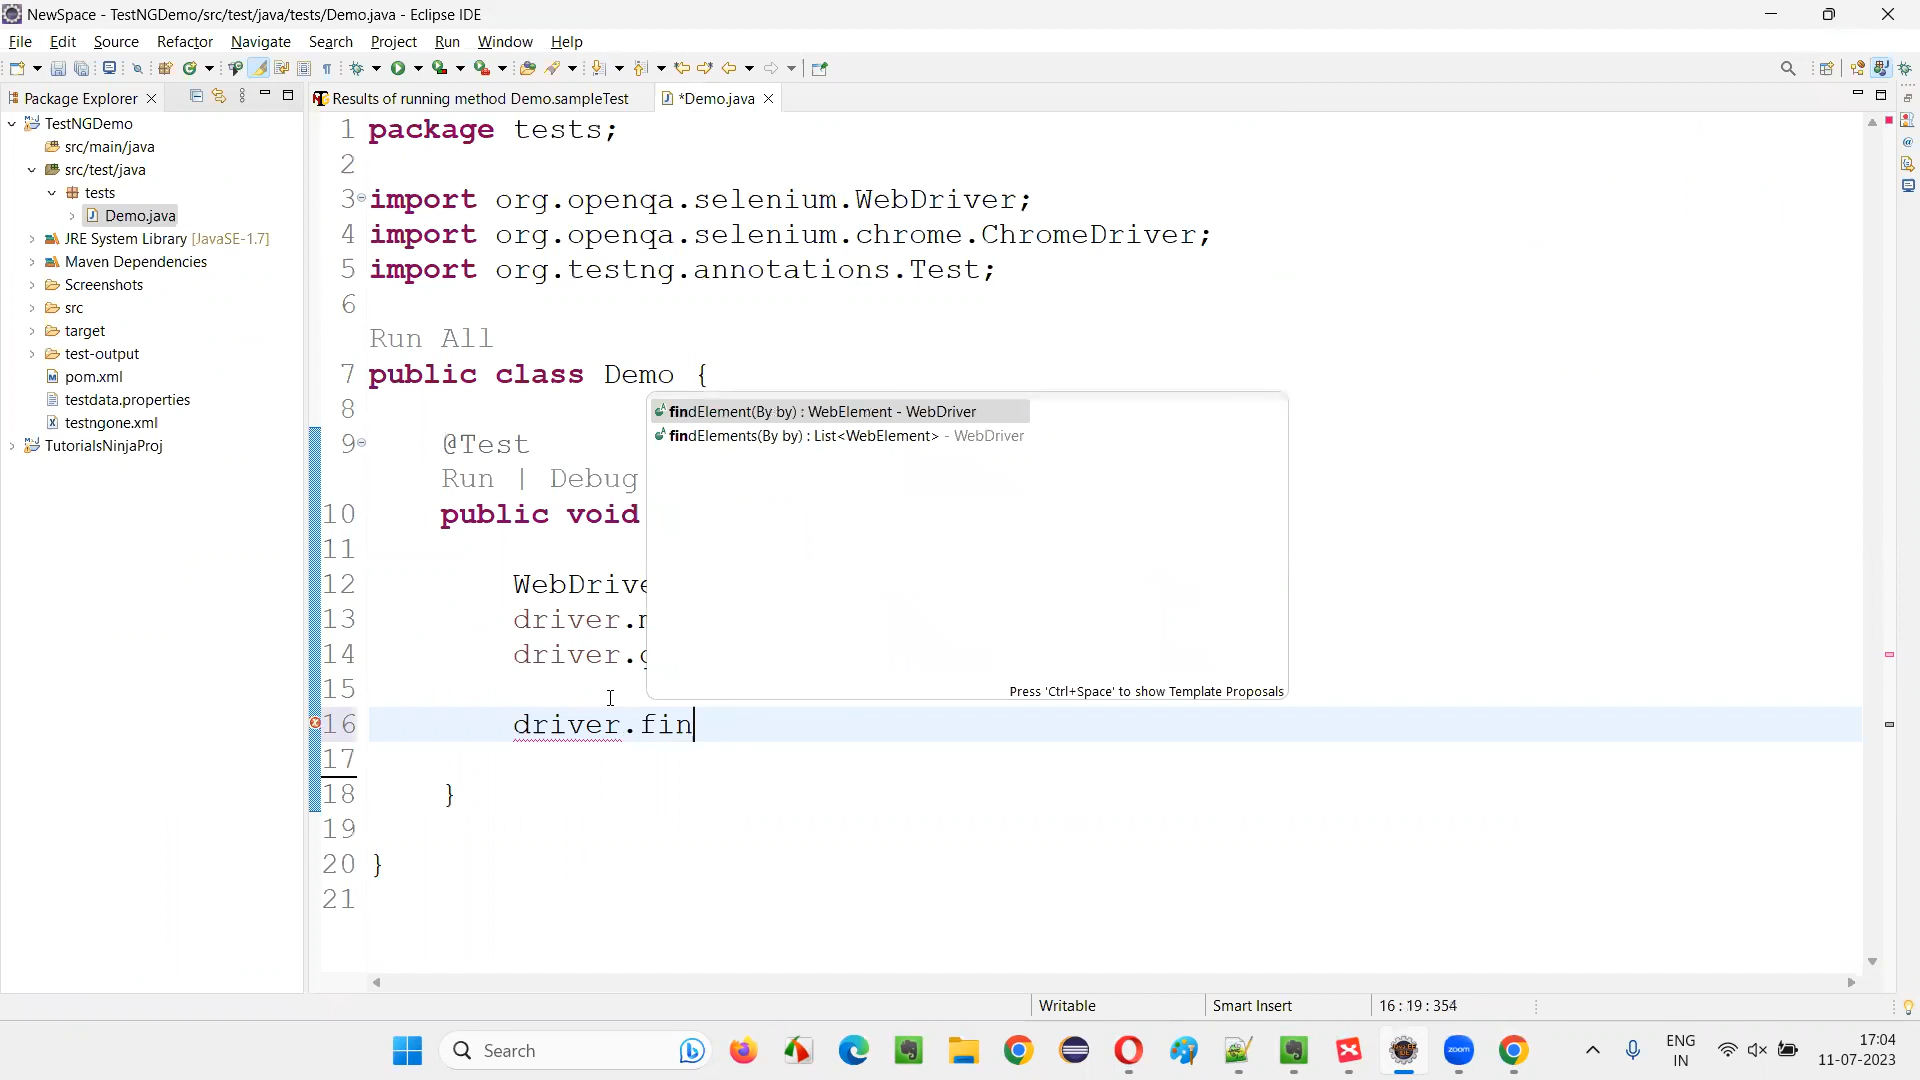 NewSpace - TestNGDemo/src/test/java/tests/Demo.java - Eclipse IDE
File Edit Source Refactor Navigate Search Project Run Window Help
Package Explorer
Results of running method Demo.sampleTest
*Demo.java
TestNGDemo
src/main/java
src/test/java
tests
Demo.java
JRE System Library [JavaSE-1.7]
Maven Dependencies
Screenshots
src
target
test-output
pom.xml
testdata.properties
testngone.xml
TutorialsNinjaProj
1 package tests;
2
3 import org.openqa.selenium.WebDriver;
4 import org.openqa.selenium.chrome.ChromeDriver;
5 import org.testng.annotations.Test;
6
Run All
7 public class Demo {
8
9 @Test
Run | Debug
10 public void
11
12 WebDrive
13 driver.m
14 driver.g
15
16 driver.fin
17
18 }
19
20 }
21
findElement(By by) : WebElement - WebDriver
findElements(By by) : List<WebElement> - WebDriver
Press 'Ctrl+Space' to show Template Proposals
Writable
Smart Insert
16 : 19 : 354
Search
zoom
ENG
IN
17:04
11-07-2023